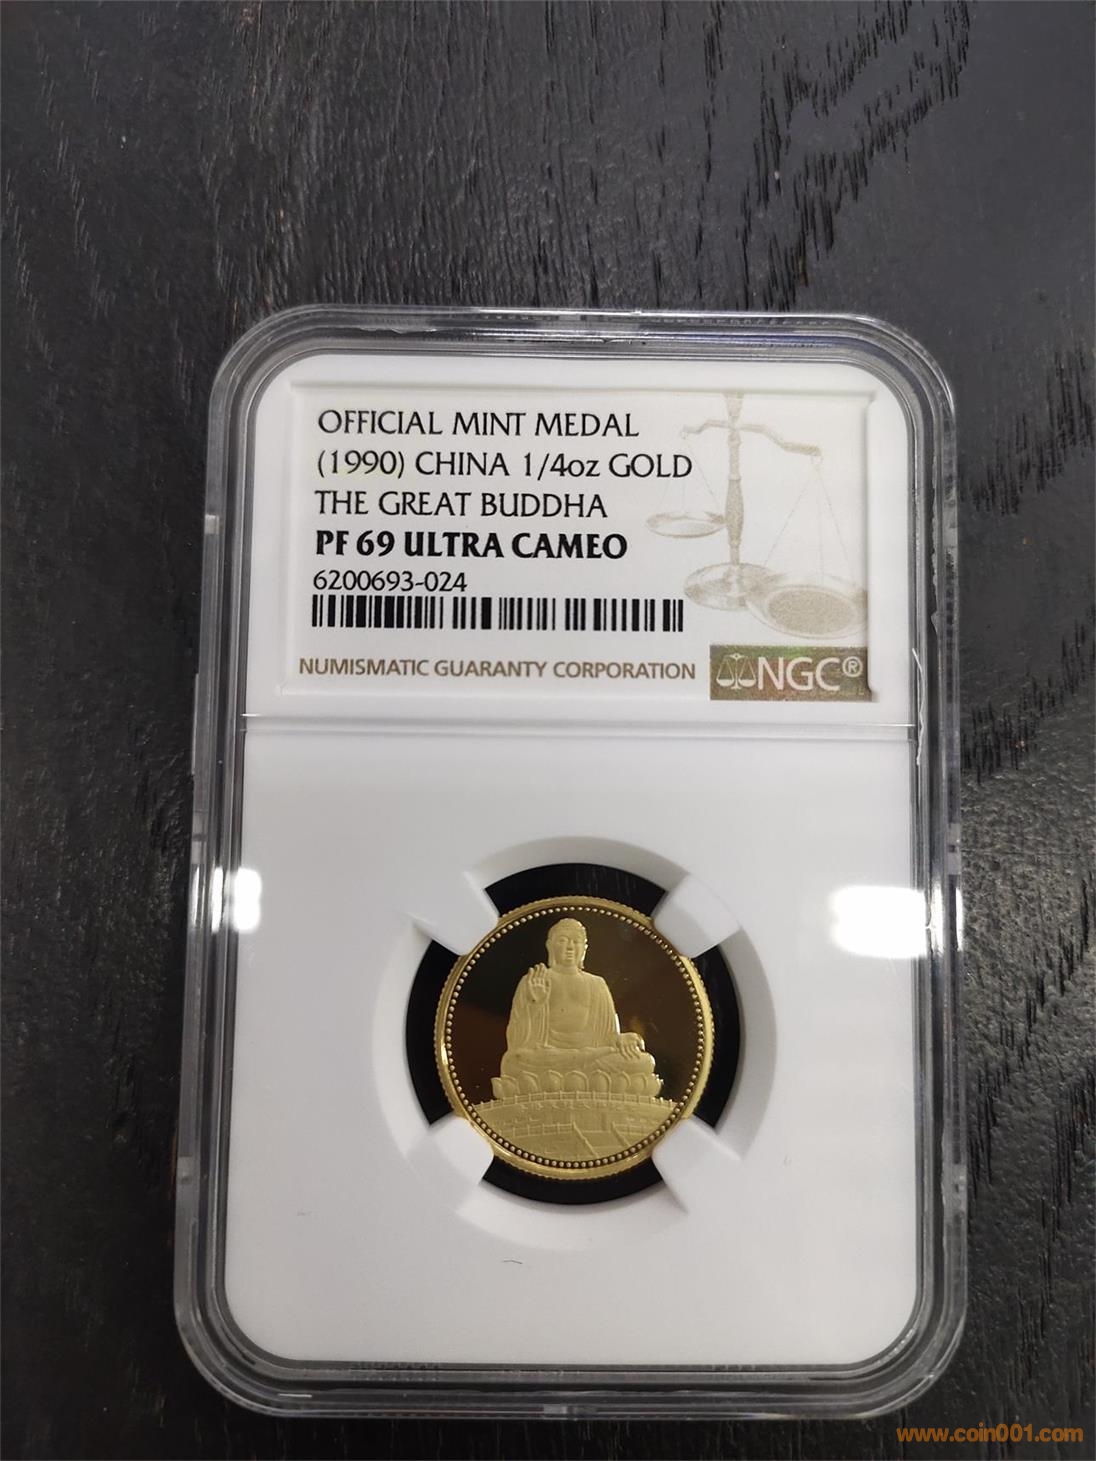 OFFICIAL MINT MEDAL
(1990) CHINA 1/4oz GOLD
THE GREAT BUDDHA
PF 69 ULTRA CAMEO
6200693-024
NUMISMATIC GUARANTY CORPORATION
NGC®
www.coin001.com